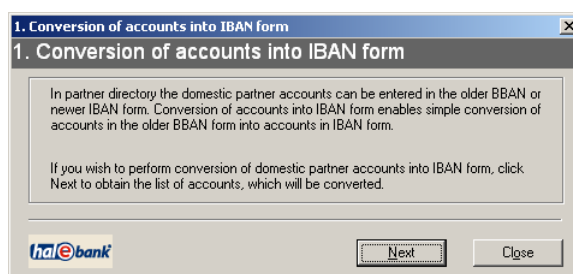 1. Conversion of accounts into IBAN form
1. Conversion of accounts into IBAN form
In partner directory the domestic partner accounts can be entered in the older BBAN or
newer IBAN form. Conversion of accounts into IBAN form enables simple conversion of
accounts in the older BBAN form into accounts in IBAN form.
If you wish to perform conversion of domestic partner accounts into IBAN form, click
Next to obtain the list of accounts, which will be converted.
hal e bank
Next
Close